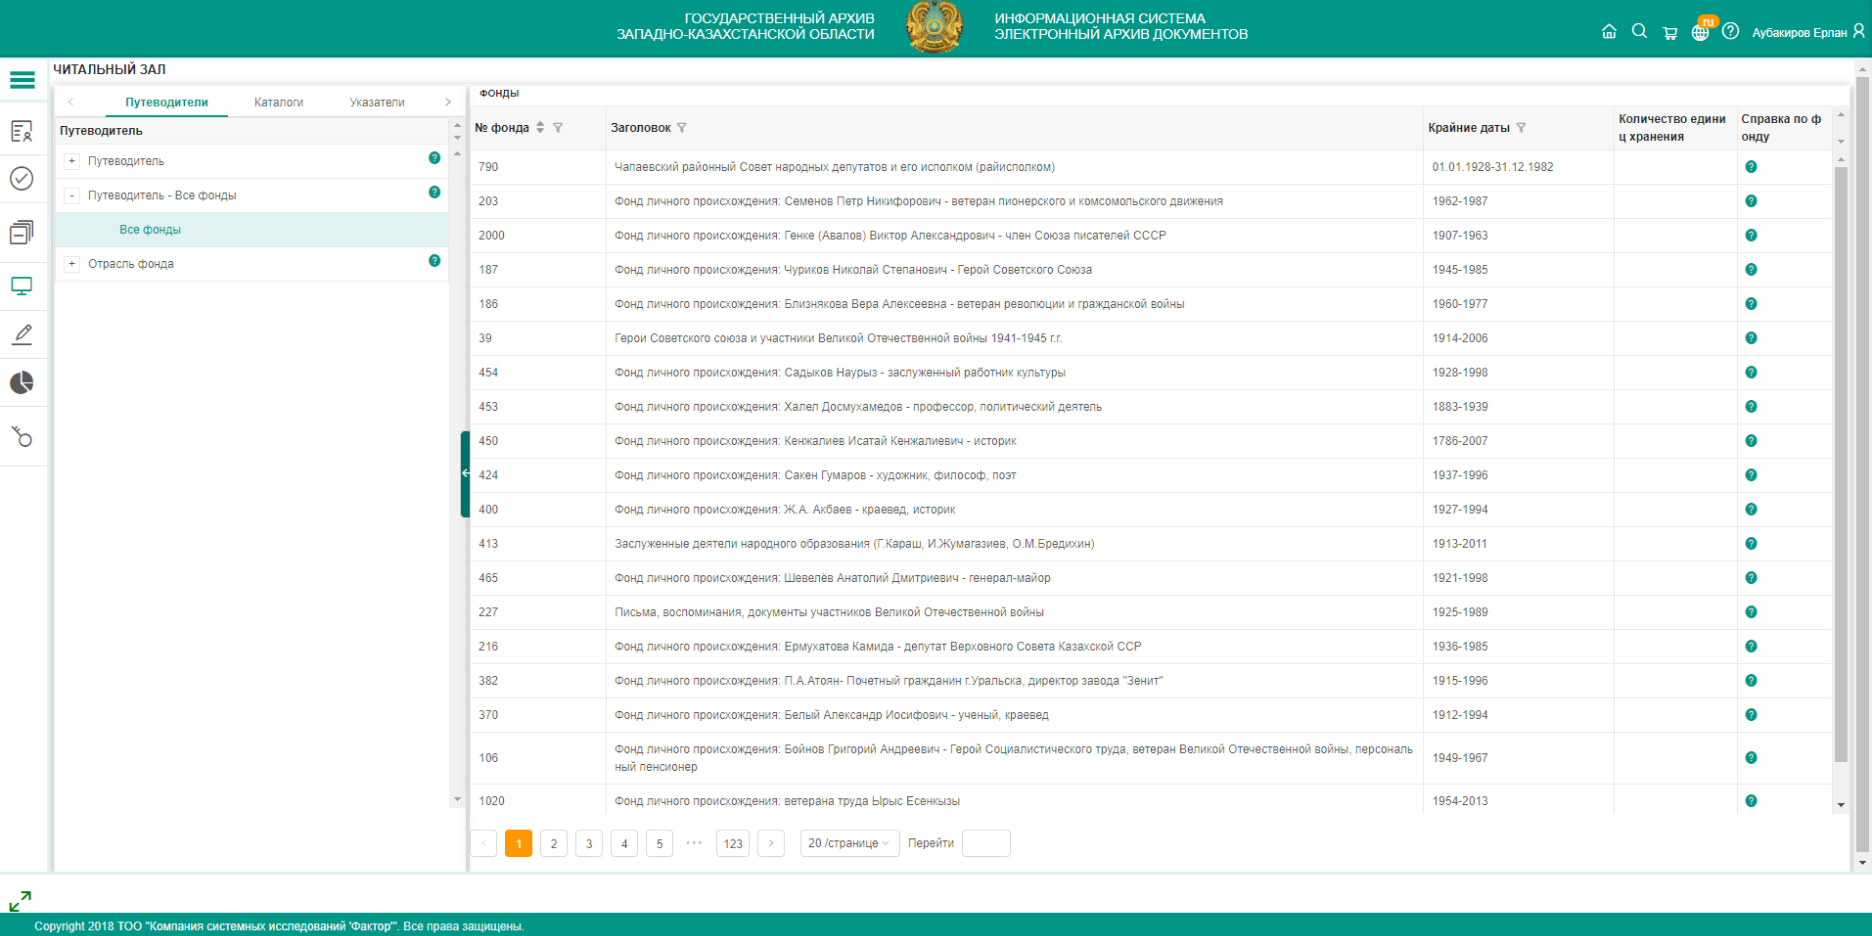 ГОСУДАРСТВЕННЫЙ АРХИВ
ЗАПАДНО-КАЗАХСТАНСКОЙ ОБЛАСТИ
ИНФОРМАЦИОННАЯ СИСТЕМА
ЭЛЕКТРОННЫЙ АРХИВ ДОКУМЕНТОВ
ru
Аубакиров Ерлан
ЧИТАЛЬНЫЙ ЗАЛ
Путеводители Каталоги Указатели
Путеводитель
+ Путеводитель
- Путеводитель - Все фонды
Все фонды
+ Отрасль фонда
ФОНДЫ
№ фонда Заголовок Крайние даты Количество едини
ц хранения Справка по ф
онду
790 Чапаевский районный Совет народных депутатов и его исполком (райисполком) 01.01.1928-31.12.1982
203 Фонд личного происхождения: Семенов Петр Никифорович - ветеран пионерского и комсомольского движения 1962-1987
2000 Фонд личного происхождения: Генке (Авалов) Виктор Александрович - член Союза писателей СССР 1907-1963
187 Фонд личного происхождения: Чуриков Николай Степанович - Герой Советского Союза 1945-1985
186 Фонд личного происхождения: Близнякова Вера Алексеевна - ветеран революции и гражданской войны 1960-1977
39 Герои Советского союза и участники Великой Отечественной войны 1941-1945 г.г. 1914-2006
454 Фонд личного происхождения: Садыков Наурыз - заслуженный работник культуры 1928-1998
453 Фонд личного происхождения: Халел Досмухамедов - профессор, политический деятель 1883-1939
450 Фонд личного происхождения: Кенжалиев Исатай Кенжалиевич - историк 1786-2007
424 Фонд личного происхождения: Сакен Гумаров - художник, философ, поэт 1937-1996
400 Фонд личного происхождения: Ж.А. Акбаев - краевед, историк 1927-1994
413 Заслуженные деятели народного образования (Г.Караш, И.Жумагазиев, О.М.Бредихин) 1913-2011
465 Фонд личного происхождения: Шевелёв Анатолий Дмитриевич - генерал-майор 1921-1998
227 Письма, воспоминания, документы участников Великой Отечественной войны 1925-1989
216 Фонд личного происхождения: Ермухатова Камида - депутат Верховного Совета Казахской ССР 1936-1985
382 Фонд личного происхождения: П.А.Атоян- Почетный гражданин г.Уральска, директор завода "Зенит" 1915-1996
370 Фонд личного происхождения: Белый Александр Иосифович - ученый, краевед 1912-1994
106 Фонд личного происхождения: Бойнов Григорий Андреевич - Герой Социалистического труда, ветеран Великой Отечественной войны, персональ
ный пенсионер 1949-1967
1020 Фонд личного происхождения: ветерана труда Ырыс Есенкызы 1954-2013
1 2 3 4 5 ••• 123 20 /странице Перейти
Copyright 2018 ТОО "Компания системных исследований 'Фактор'". Все права защищены.